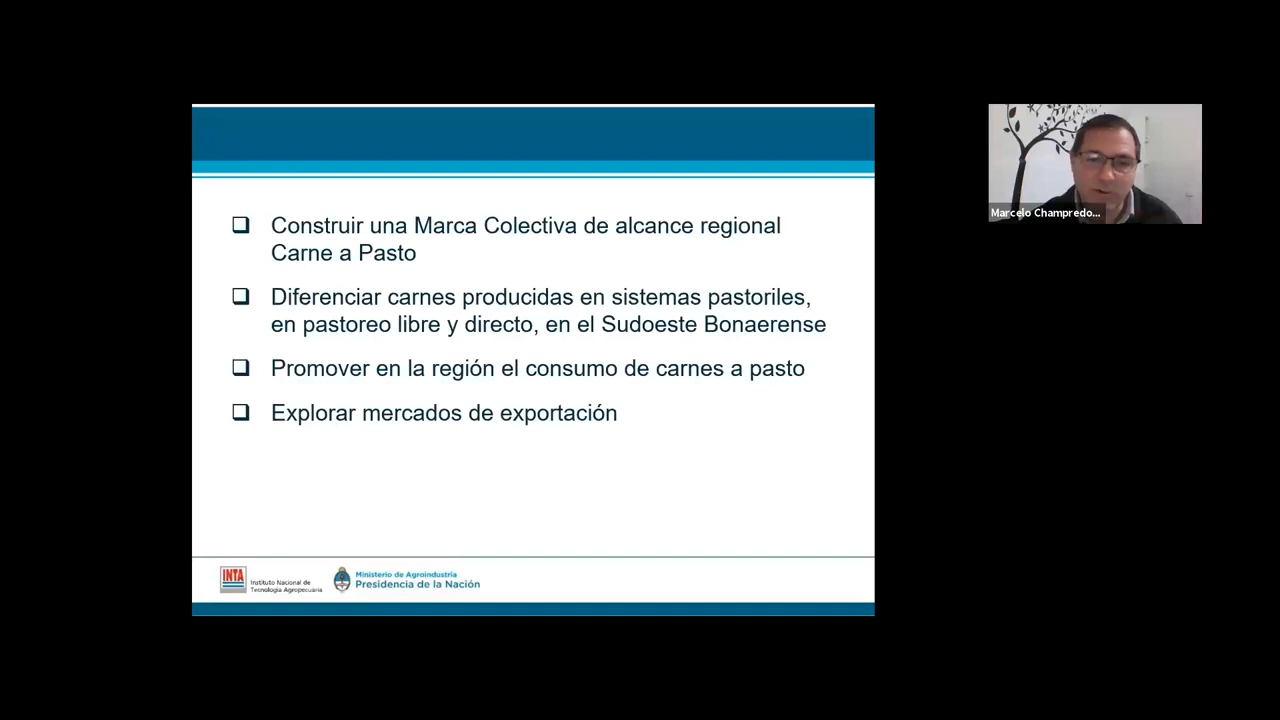 Construir una Marca Colectiva de alcance regional
Carne a Pasto
Diferenciar carnes producidas en sistemas pastoriles,
en pastoreo libre y directo, en el Sudoeste Bonaerense
Promover en la región el consumo de carnes a pasto
Explorar mercados de exportación
INTA
Instituto Nacional de
Tecnología Agropecuaria
Ministerio de Agroindustria
Presidencia de la Nación
Marcelo Champredo...